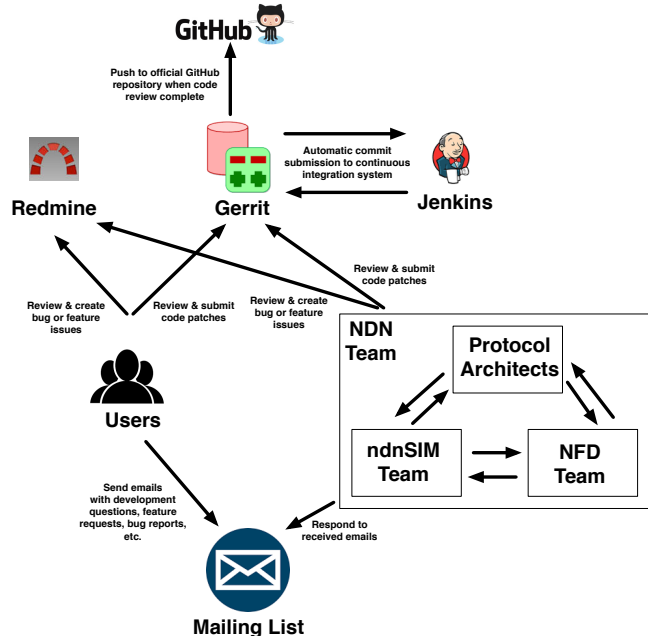 GitHub
Push to official GitHub
repository when code
review complete
Automatic commit
submission to continuous
integration system
Redmine
Gerrit
Jenkins
Review & create
bug or feature
issues
Review & submit
code patches
Review & create
bug or feature
issues
Review & submit
code patches
NDN
Team
Protocol
Architects
ndnSIM
Team
NFD
Team
Users
Send emails
with development
questions, feature
requests, bug reports,
etc.
Respond to
received emails
Mailing List